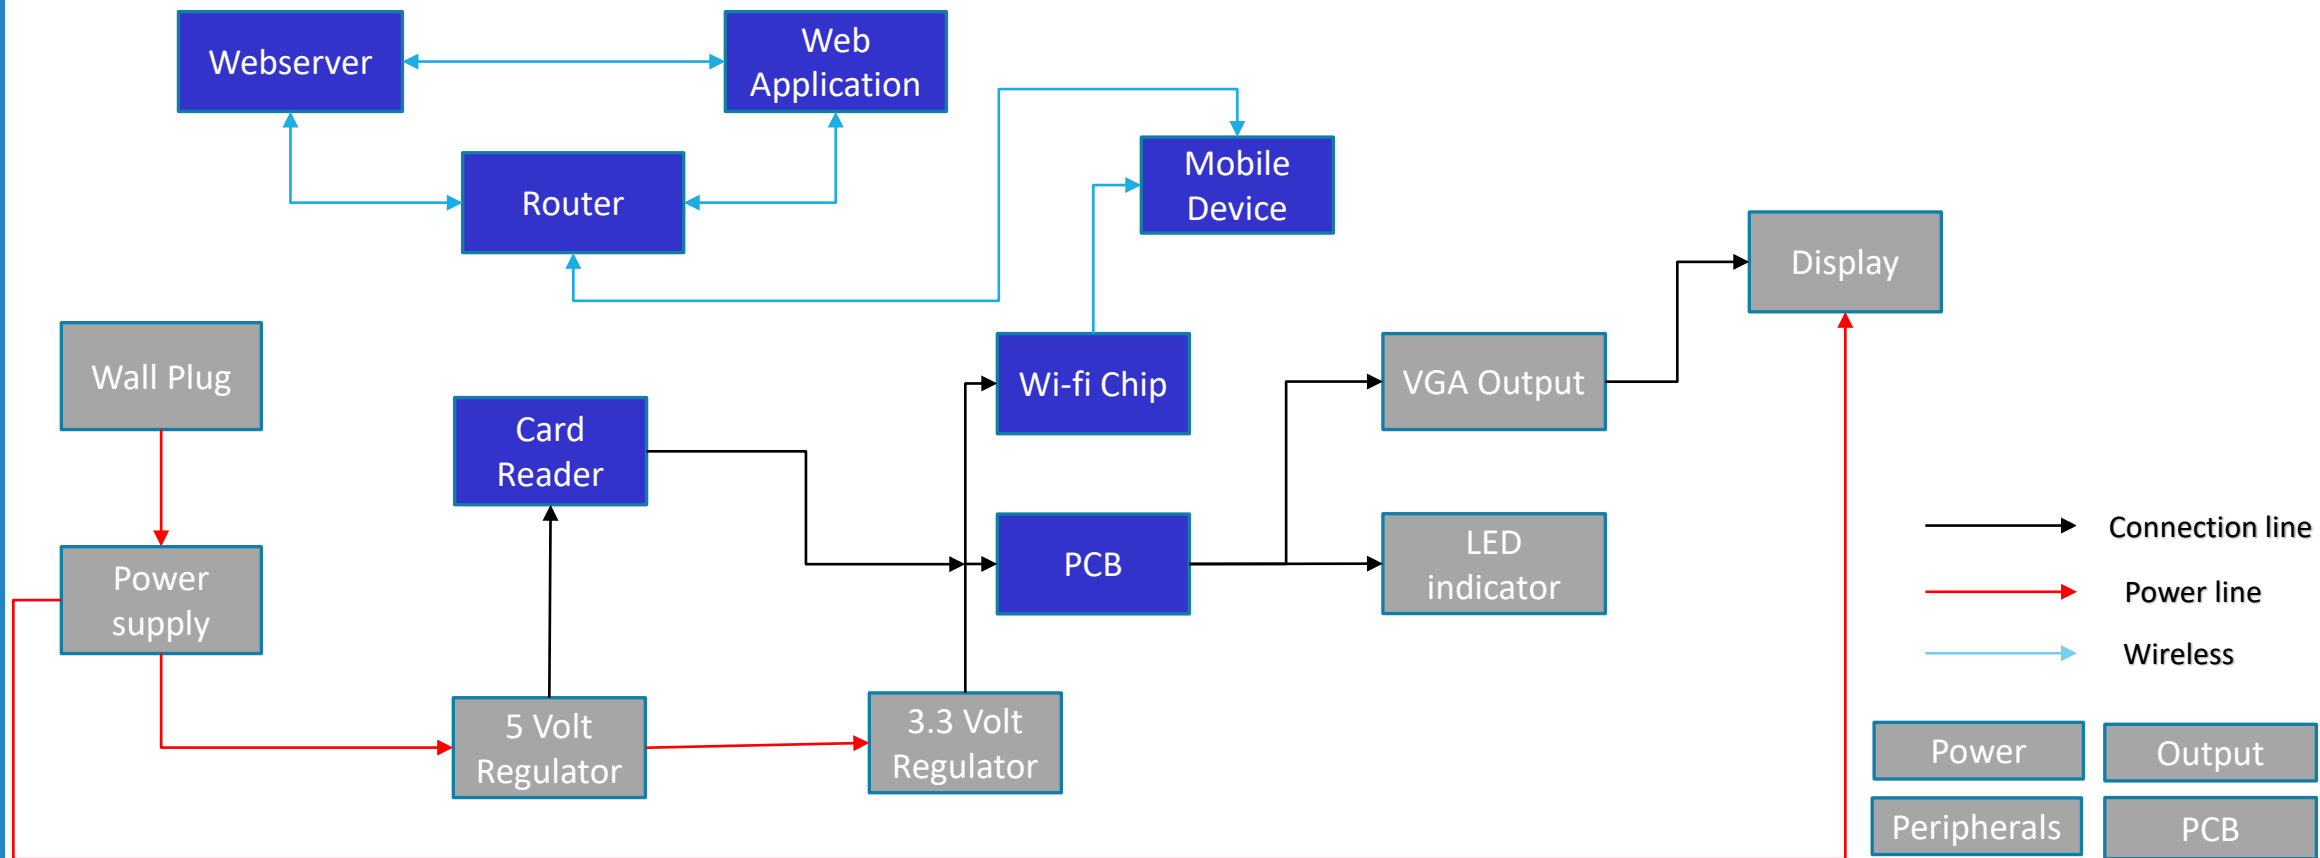 Webserver
Web
Application
Router
Mobile
Device
Display
Wall Plug
Wi-fi Chip
VGA Output
Card
Reader
Power
supply
PCB
LED
indicator
5 Volt
Regulator
3.3 Volt
Regulator
Connection line
Power line
Wireless
Power
Output
Peripherals
PCB